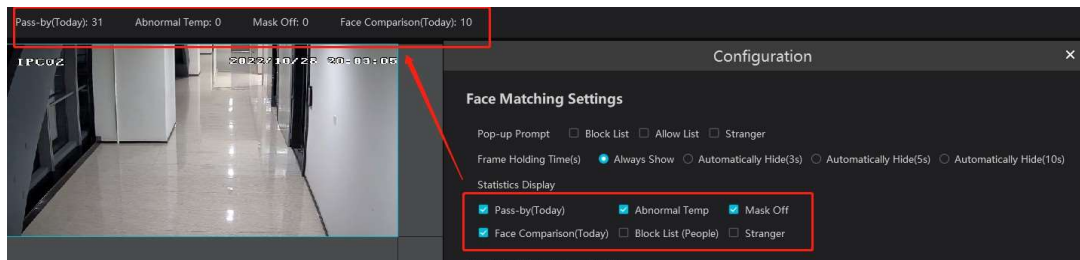 Pass-by(Today): 31 Abnormal Temp: 0 Mask Off: 0 Face Comparison(Today): 10
IPC02 2022/10/28 20:03:05
Configuration ×
Face Matching Settings
Pop-up Prompt Block List Allow List Stranger
Frame Holding Time(s) Always Show Automatically Hide(3s) Automatically Hide(5s) Automatically Hide(10s)
Statistics Display
Pass-by(Today) Abnormal Temp Mask Off
Face Comparison(Today) Block List (People) Stranger